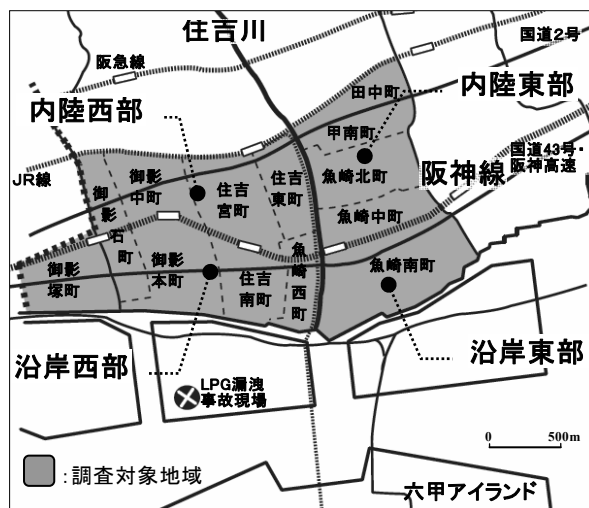 住吉川
国道2号
阪急線
内陸東部
田中町
内陸西部
甲南町
国道43号・
阪神高速
阪神線
JR線
御影石町
御影中町
住吉宮町
住吉東町
魚崎北町
魚崎中町
御影塚町
御影本町
住吉南町
魚崎西町
魚崎南町
沿岸西部
沿岸東部
LPG漏洩
事故現場
0 500m
:調査対象地域
六甲アイランド